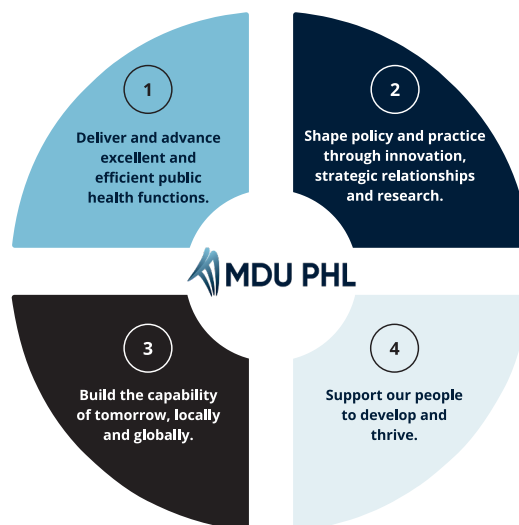 1
Deliver and advance
excellent and
efficient public
health functions.
2
Shape policy and practice
through innovation,
strategic relationships
and research.
MDU PHL
3
Build the capability
of tomorrow, locally
and globally.
4
Support our people
to develop and
thrive.